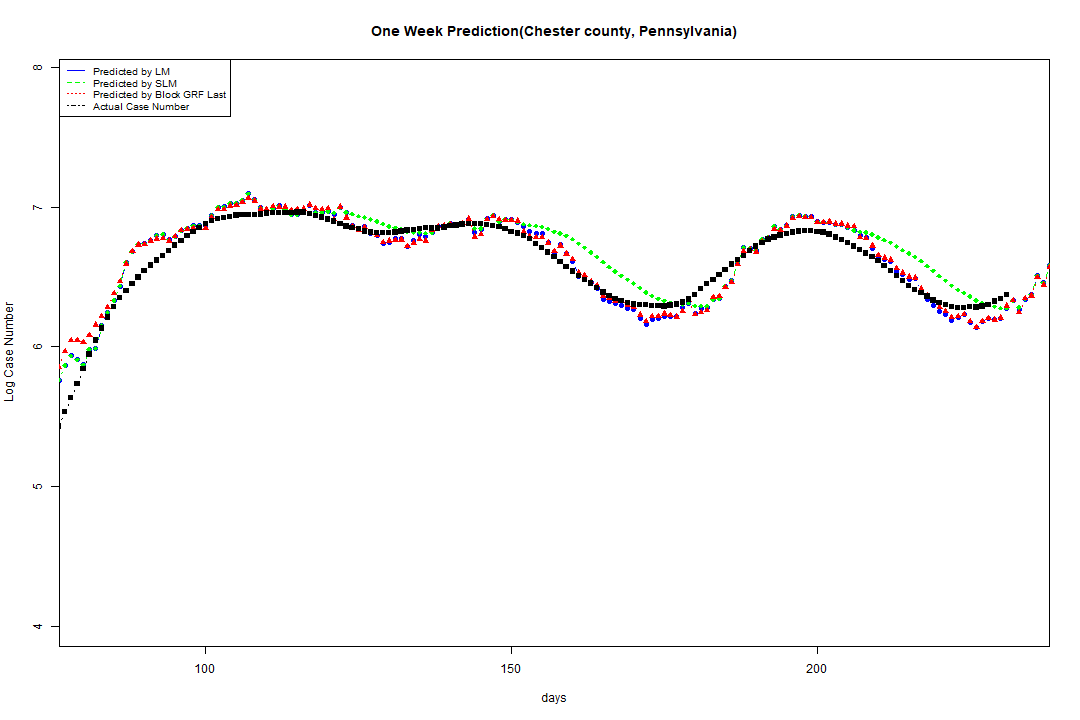 One Week Prediction(Chester county, Pennsylvania)
Predicted by LM
Predicted by SLM
Predicted by Block GRF Last
Actual Case Number
8
7
6
5
4
Log Case Number
100
150
200
days